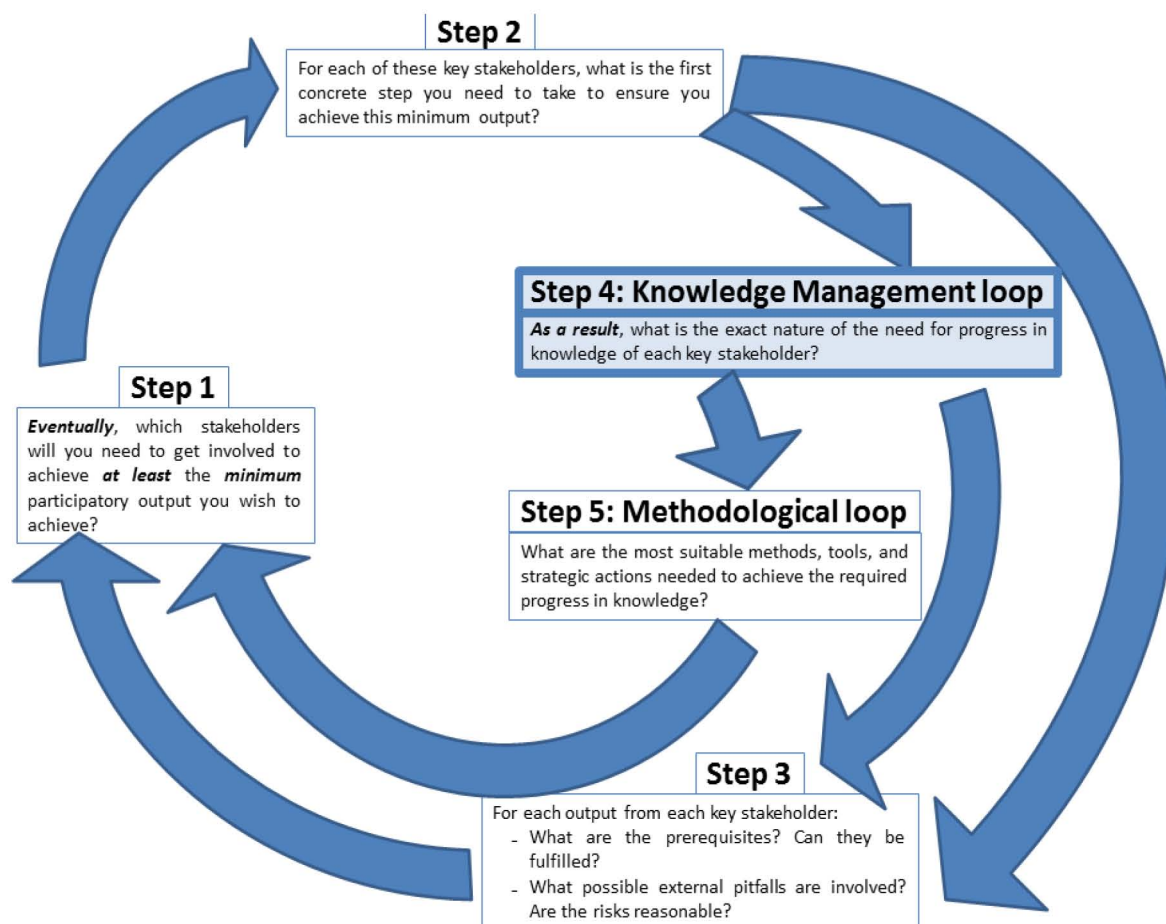 Step 2
For each of these key stakeholders, what is the first
concrete step you need to take to ensure you
achieve this minimum output?
Step 4: Knowledge Management loop
As a result, what is the exact nature of the need for progress in
knowledge of each key stakeholder?
Step 1
Eventually, which stakeholders
will you need to get involved to
achieve at least the minimum
participatory output you wish to
achieve?
Step 5: Methodological loop
What are the most suitable methods, tools, and
strategic actions needed to achieve the required
progress in knowledge?
Step 3
For each output from each key stakeholder:
- What are the prerequisites? Can they be
fulfilled?
- What possible external pitfalls are involved?
Are the risks reasonable?